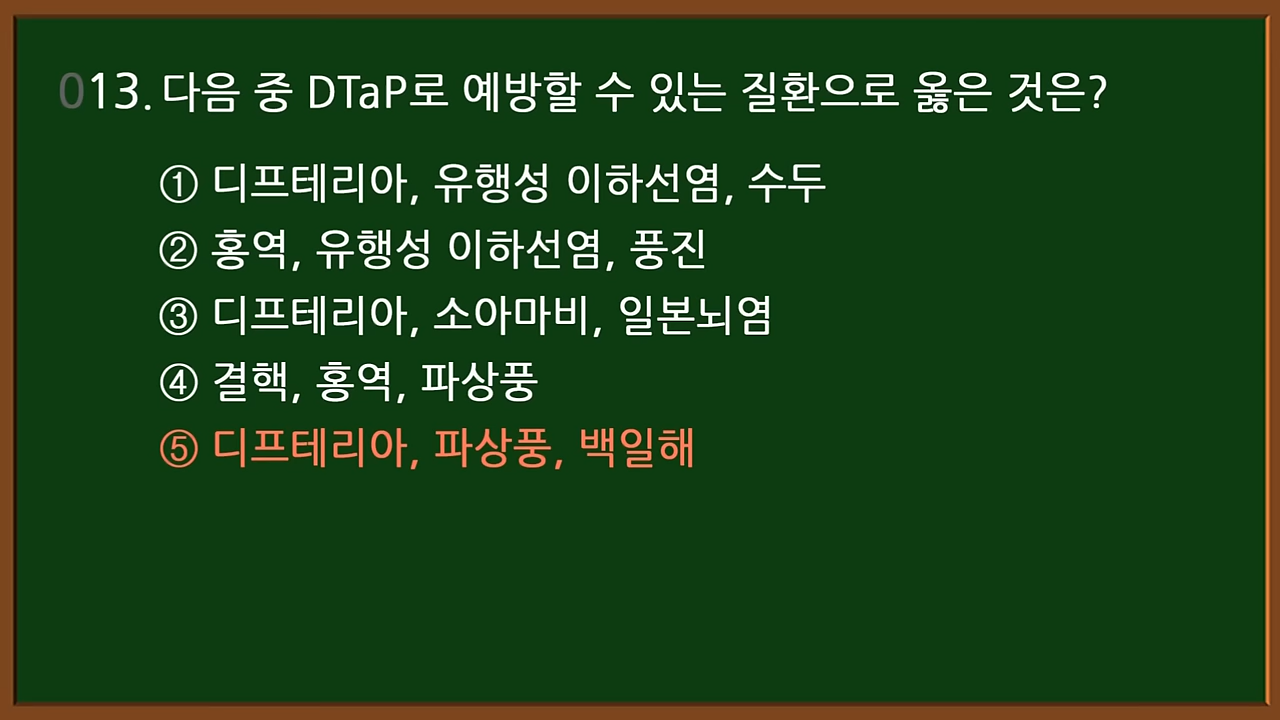 013. 다음 중 DTaP로 예방할 수 있는 질환으로 옳은 것은?
① 디프테리아, 유행성 이하선염, 수두
② 홍역, 유행성 이하선염, 풍진
③ 디프테리아, 소아마비, 일본뇌염
④ 결핵, 홍역, 파상풍
⑤ 디프테리아, 파상풍, 백일해